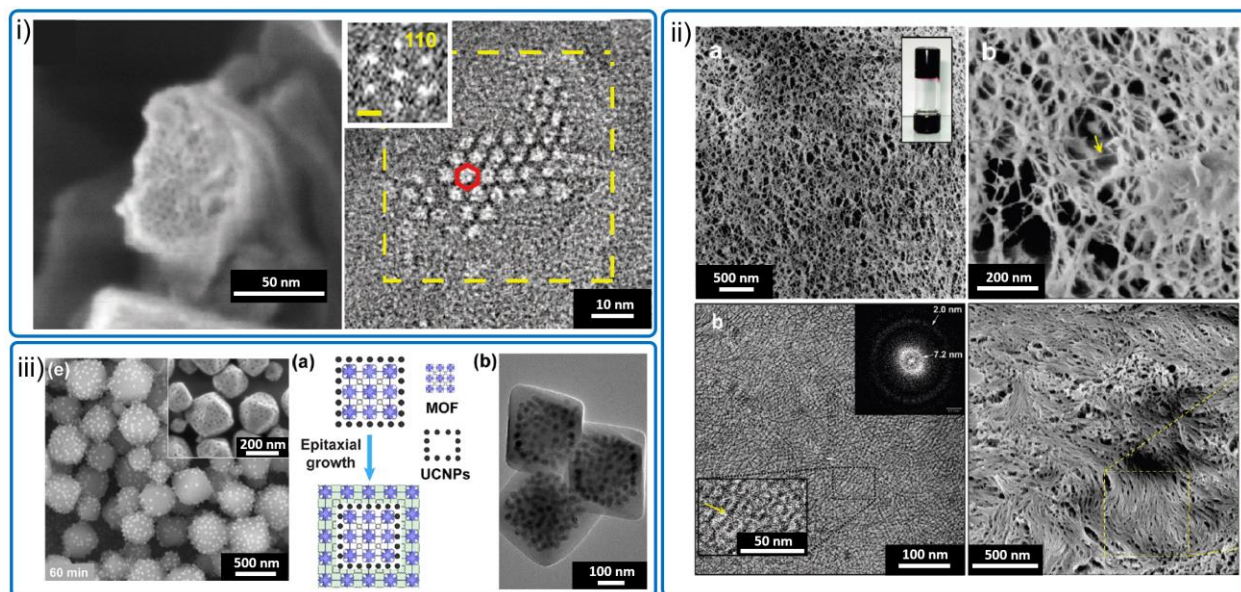 i)
110
50 nm
10 nm
ii)
a
500 nm
b
200 nm
b
2.0 nm
7.2 nm
50 nm
100 nm
500 nm
iii)
(e)
200 nm
60 min
500 nm
(a)
MOF
Epitaxial
growth
UCNPs
(b)
100 nm